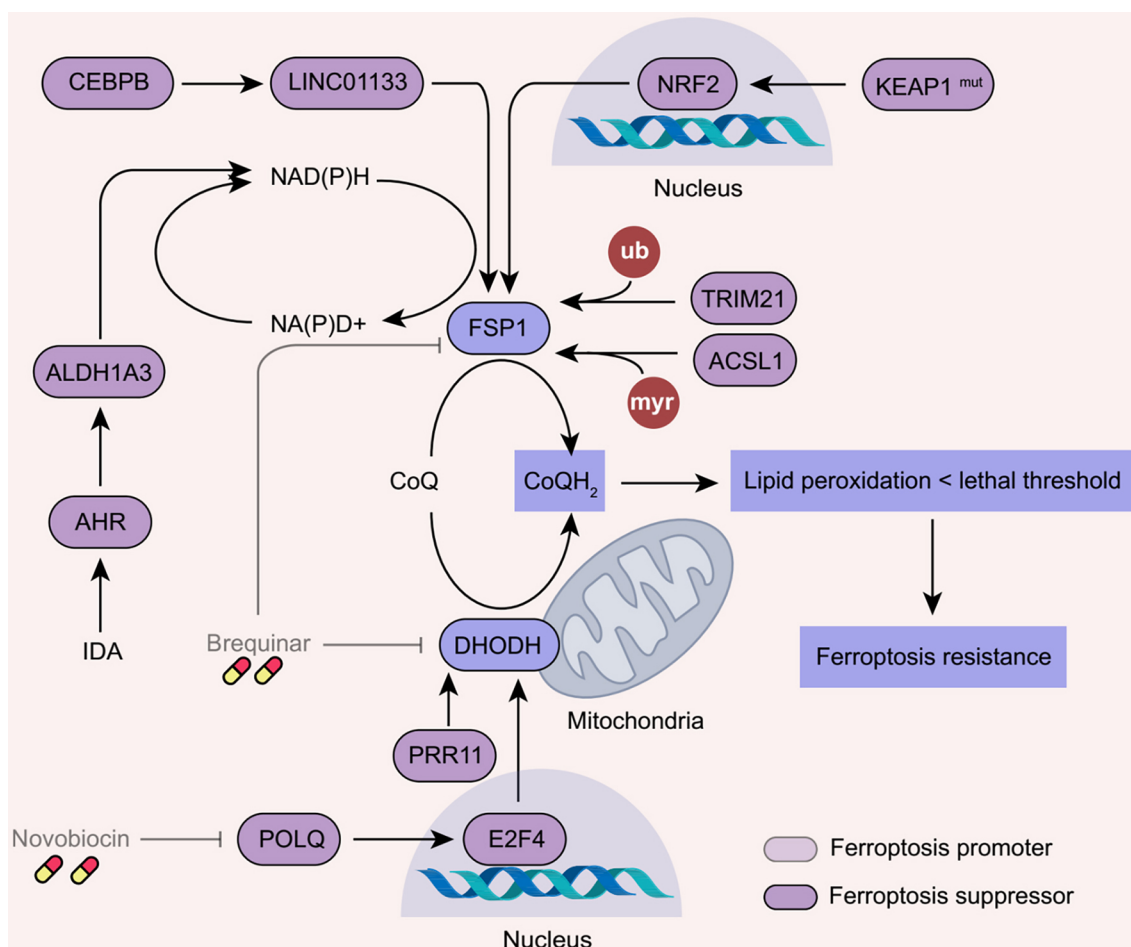 CEBPB
LINC01133
NRF2
KEAP1 mut
Nucleus
NAD(P)H
ub
TRIM21
NA(P)D+
FSP1
ALDH1A3
ACSL1
myr
CoQ
CoQH2
Lipid peroxidation < lethal threshold
AHR
IDA
Brequinar
DHODH
Ferroptosis resistance
Mitochondria
PRR11
Novobiocin
POLQ
E2F4
Ferroptosis promoter
Ferroptosis suppressor
Nucleus